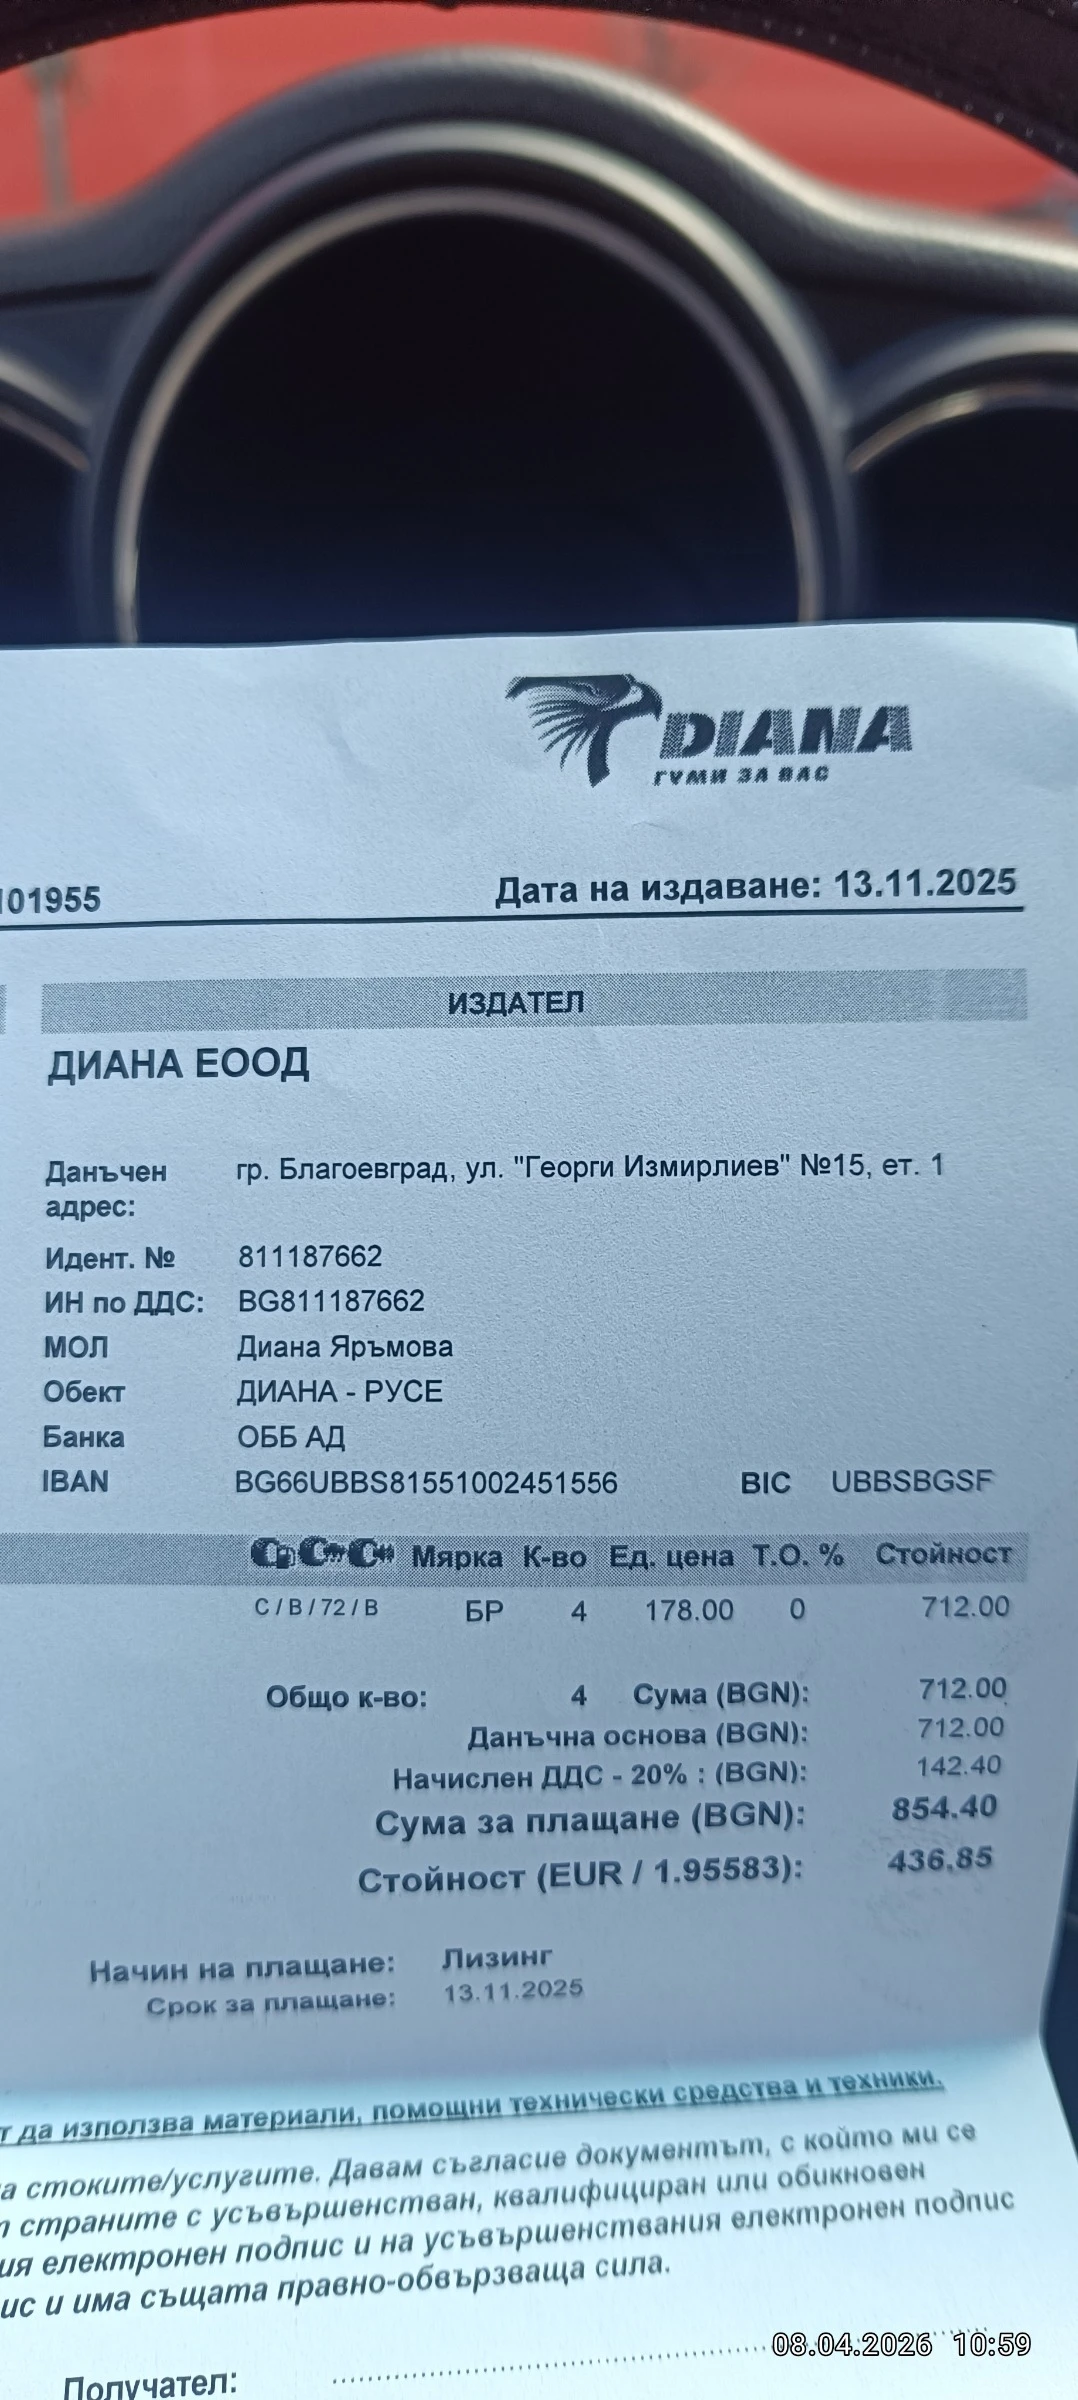 DIANA
ГУМИ ЗА ВАС
101955 Дата на издаване: 13.11.2025
ИЗДАТЕЛ
ДИАНА ЕООД
Данъчен адрес: гр. Благоевград, ул. "Георги Измирлиев" №15, ет. 1
Идент. № 811187662
ИН по ДДС: BG811187662
МОЛ Диана Яръмова
Обект ДИАНА - РУСЕ
Банка ОББ АД
IBAN BG66UBBS81551002451556 BIC UBBSBGSF
Мярка К-во Ед. цена Т.О. % Стойност
C / B / 72 / B БР 4 178.00 0 712.00
Общо к-во: 4 Сума (BGN): 712.00
Данъчна основа (BGN): 712.00
Начислен ДДС - 20% : (BGN): 142.40
Сума за плащане (BGN): 854.40
Стойност (EUR / 1.95583): 436.85
Начин на плащане: Лизинг
Срок за плащане: 13.11.2025
т да използва материали, помощни технически средства и техники.
а стоките/услугите. Давам съгласие документът, с който ми се
страните с усъвършенстван, квалифициран или обикновен
ия електронен подпис и на усъвършенствания електронен подпис
ис и има същата правно-обвързваща сила.
Получател:
08.04.2026 10:59